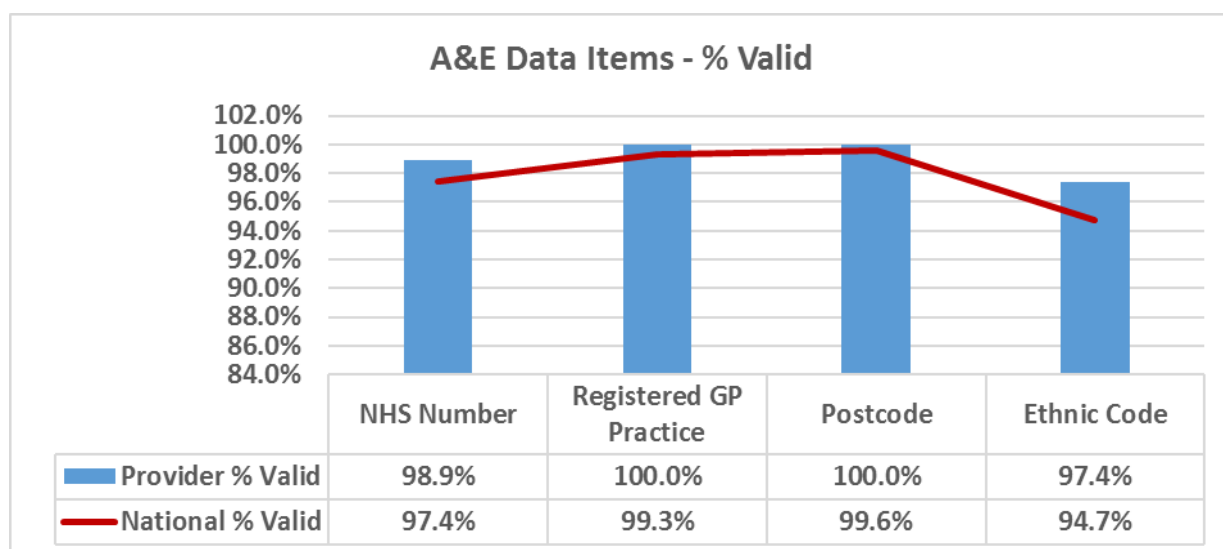 A&E Data Items - % Valid
102.0%
100.0%
98.0%
96.0%
94.0%
92.0%
90.0%
88.0%
86.0%
84.0%
NHS Number
Registered GP
Practice
Postcode
Ethnic Code
Provider % Valid 98.9% 100.0% 100.0% 97.4%
National % Valid 97.4% 99.3% 99.6% 94.7%